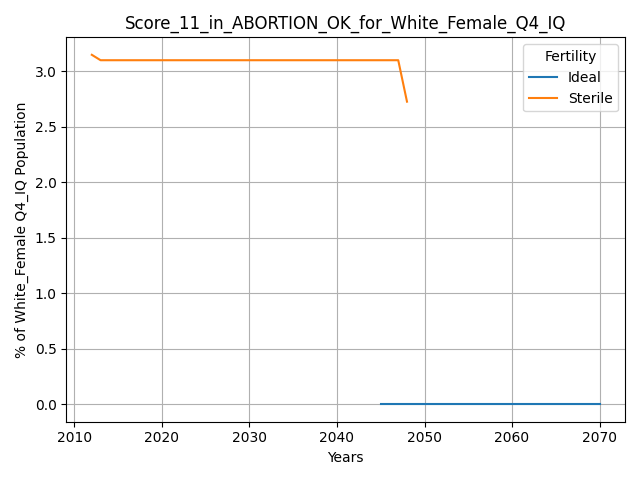 Score_11_in_ABORTION_OK_for_White_Female_Q4_IQ
% of White_Female Q4_IQ Population
3.0
2.5
2.0
1.5
1.0
0.5
0.0
Fertility
Ideal
Sterile
2010 2020 2030 2040 2050 2060 2070
Years